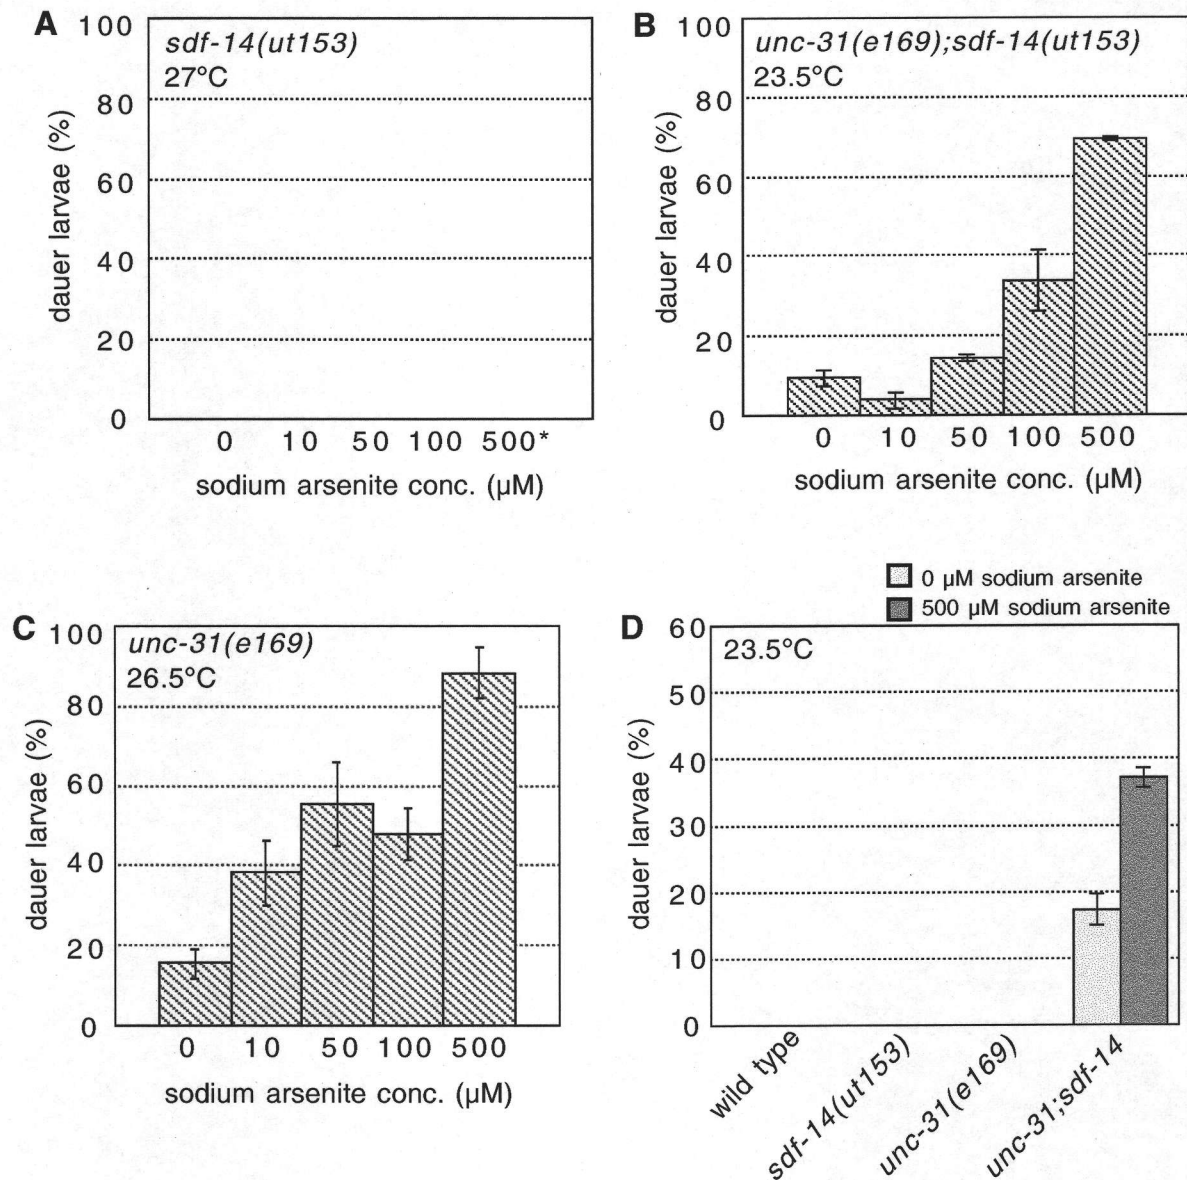 A
sdf-14(ut153)
27°C
dauer larvae (%)
100
80
60
40
20
0
0 10 50 100 500*
sodium arsenite conc. (µM)
B
unc-31(e169);sdf-14(ut153)
23.5°C
dauer larvae (%)
100
80
60
40
20
0
0 10 50 100 500
sodium arsenite conc. (µM)
C
unc-31(e169)
26.5°C
dauer larvae (%)
100
80
60
40
20
0
0 10 50 100 500
sodium arsenite conc. (µM)
0 µM sodium arsenite
500 µM sodium arsenite
D
23.5°C
dauer larvae (%)
60
50
40
30
20
10
0
wild type
sdf-14(ut153)
unc-31(e169)
unc-31;sdf-14